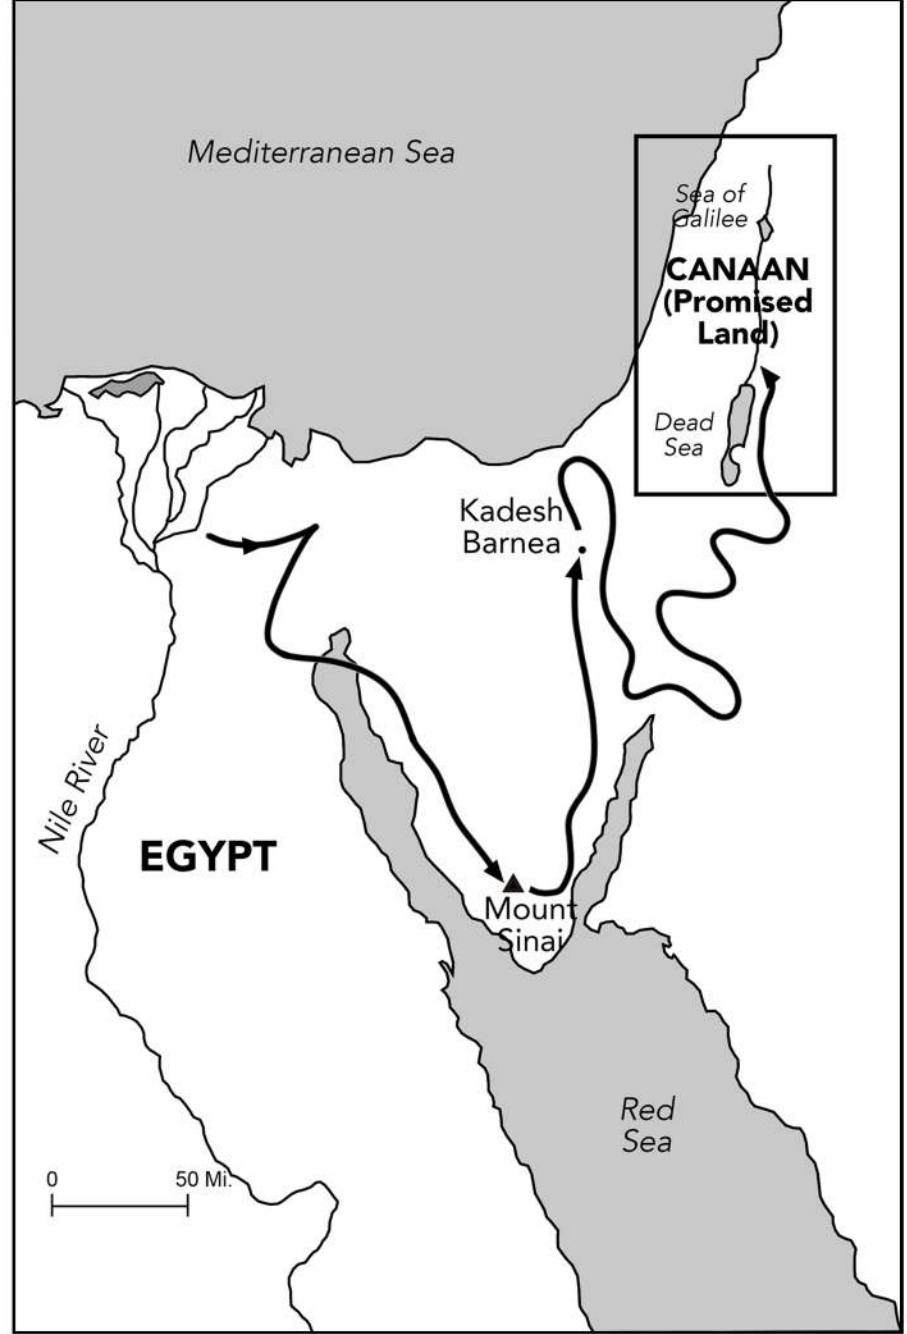 Mediterranean Sea
Sea of
Galilee
CANAAN
(Promised
Land)
Dead
Sea
Kadesh
Barnea
Nile River
EGYPT
Mount
Sinai
Red
Sea
0 50 Mi.